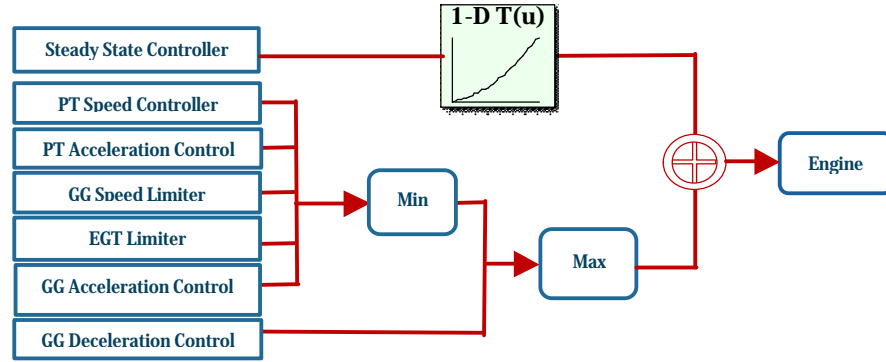 1-D T(u)
Steady State Controller
PT Speed Controller
PT Acceleration Control
GG Speed Limiter
EGT Limiter
GG Acceleration Control
GG Deceleration Control
Min
Max
Engine